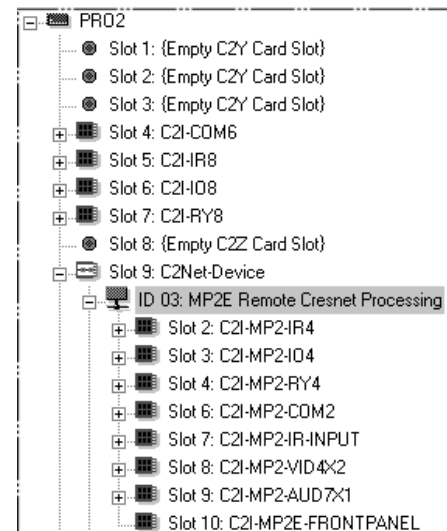 PRO2
Slot 1: {Empty C2Y Card Slot}
Slot 2: {Empty C2Y Card Slot}
Slot 3: {Empty C2Y Card Slot}
Slot 4: C2I-COM6
Slot 5: C2I-IR8
Slot 6: C2I-IO8
Slot 7: C2I-RY8
Slot 8: {Empty C2Z Card Slot}
Slot 9: C2Net-Device
ID 03: MP2E Remote Cresnet Processing
Slot 2: C2I-MP2-IR4
Slot 3: C2I-MP2-IO4
Slot 4: C2I-MP2-RY4
Slot 6: C2I-MP2-COM2
Slot 7: C2I-MP2-IR-INPUT
Slot 8: C2I-MP2-VID4X2
Slot 9: C2I-MP2-AUD7X1
Slot 10: C2I-MP2E-FRONTPANEL